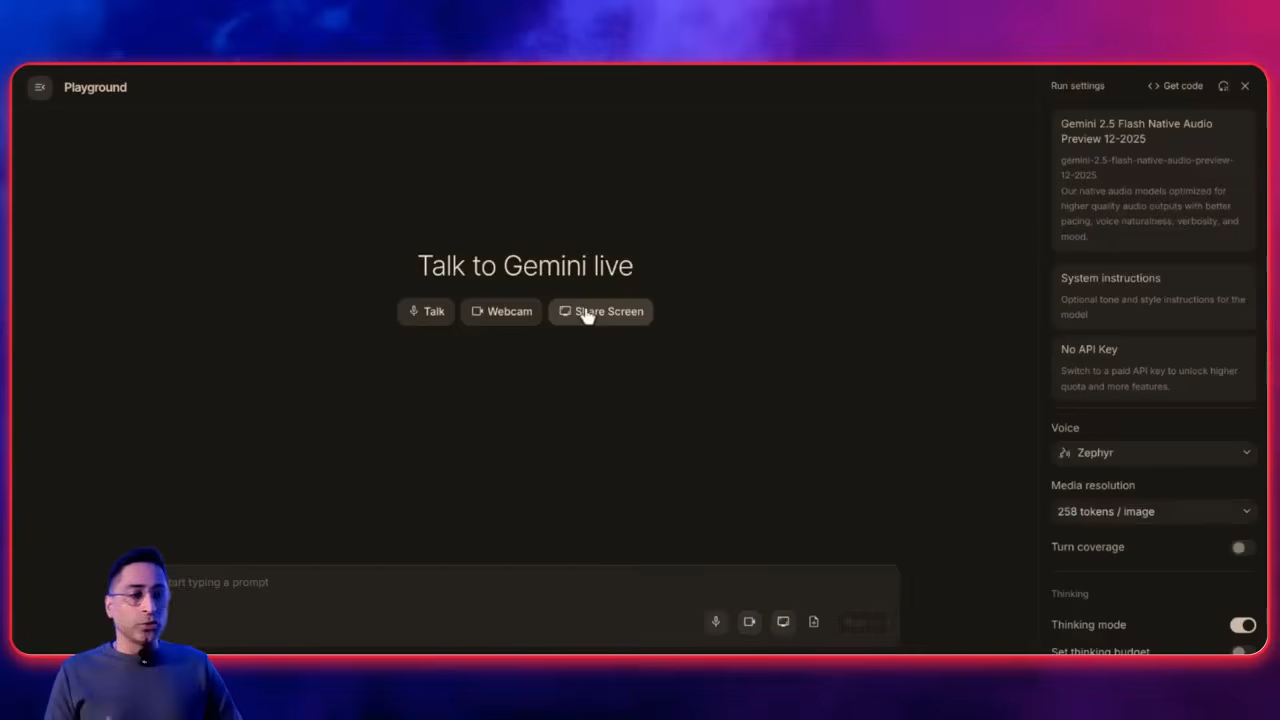 Playground
Run settings
Get code
Gemini 2.5 Flash Native Audio
Preview 12-2025
gemini-2.5-flash-native-audio-preview-
12-2025
Our native audio models optimized for
higher quality audio outputs with better
pacing, voice naturalness, verbosity, and
mood.
Talk to Gemini live
Talk
Webcam
Share Screen
System instructions
Optional tone and style instructions for the
model
No API Key
Switch to a paid API key to unlock higher
quota and more features.
Voice
Zephyr
Media resolution
258 tokens / image
Turn coverage
Thinking
Thinking mode
Set thinking budget
tart typing a prompt